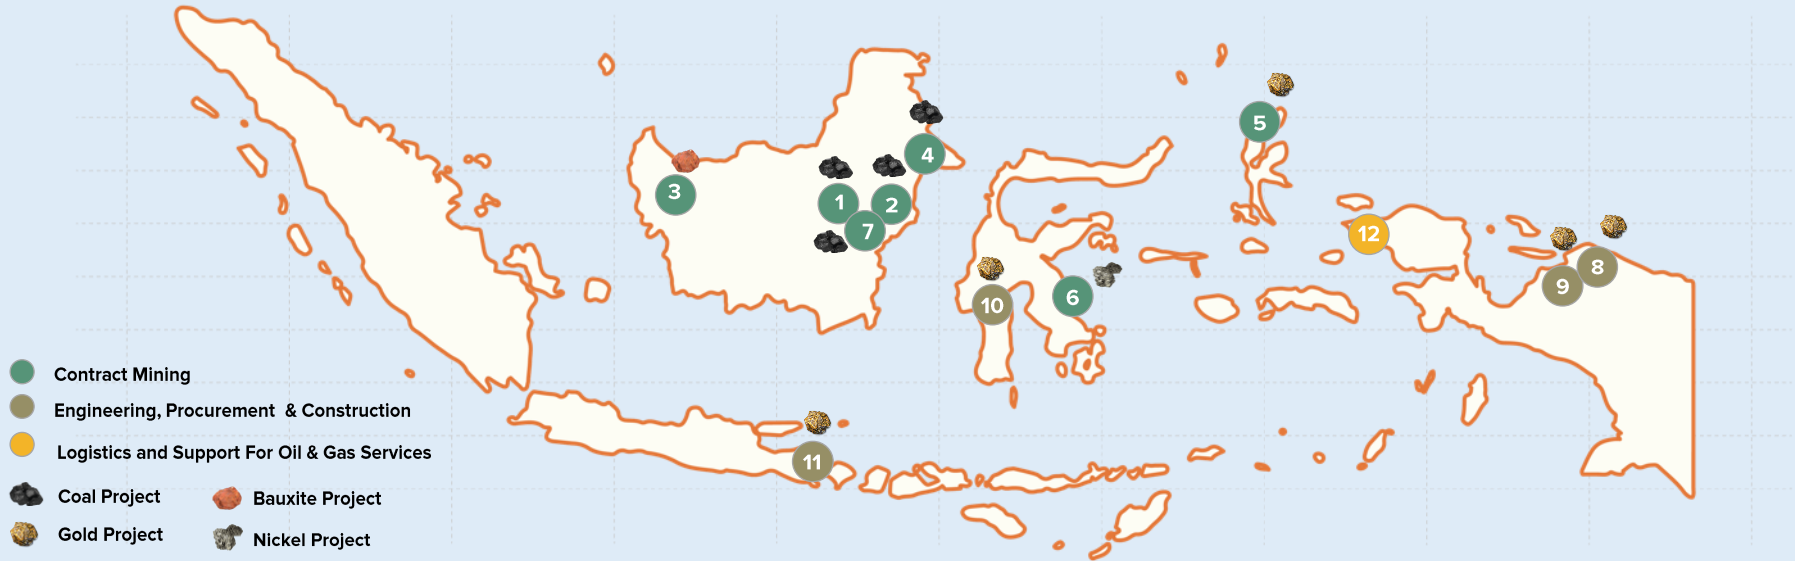 5
4
3
1
2
7
12
8
9
10
6
Contract Mining
Engineering, Procurement & Construction
Logistics and Support For Oil & Gas Services
11
Coal Project
Bauxite Project
Gold Project
Nickel Project